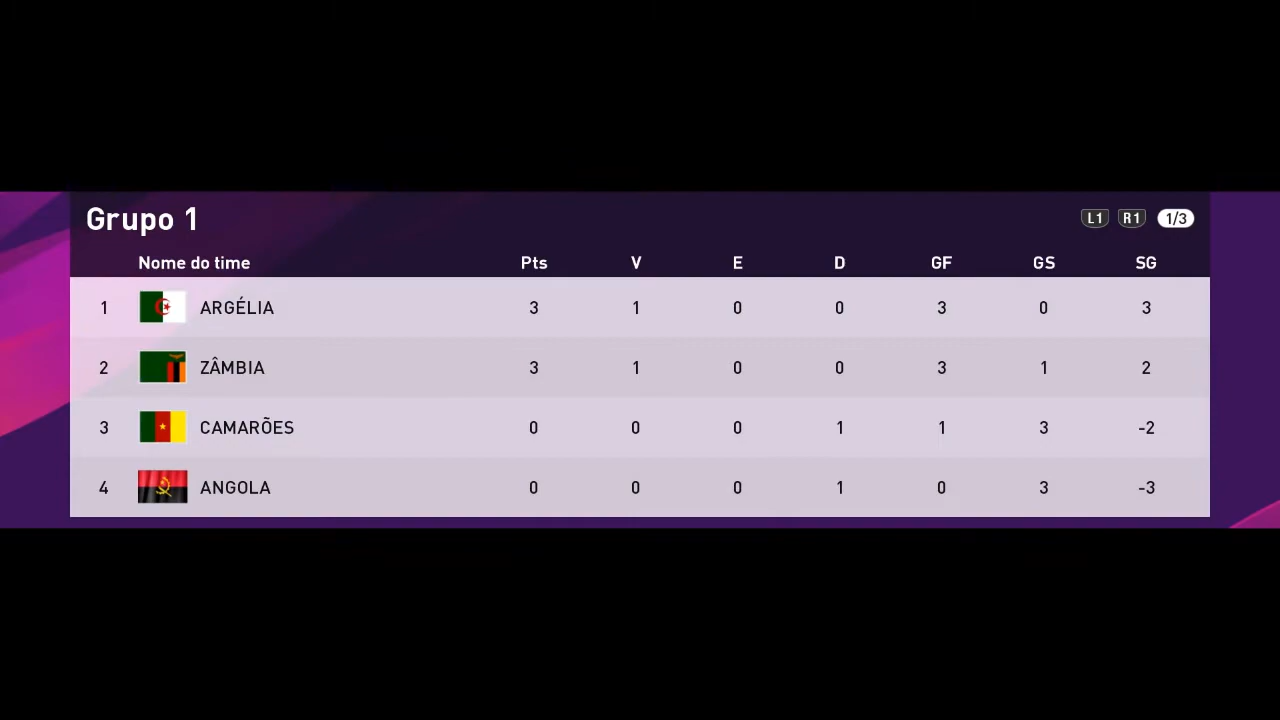 Grupo 1 L1 R1 1/3
Nome do time Pts V E D GF GS SG
1 ARGÉLIA 3 1 0 0 3 0 3
2 ZÂMBIA 3 1 0 0 3 1 2
3 CAMARÕES 0 0 0 1 1 3 -2
4 ANGOLA 0 0 0 1 0 3 -3